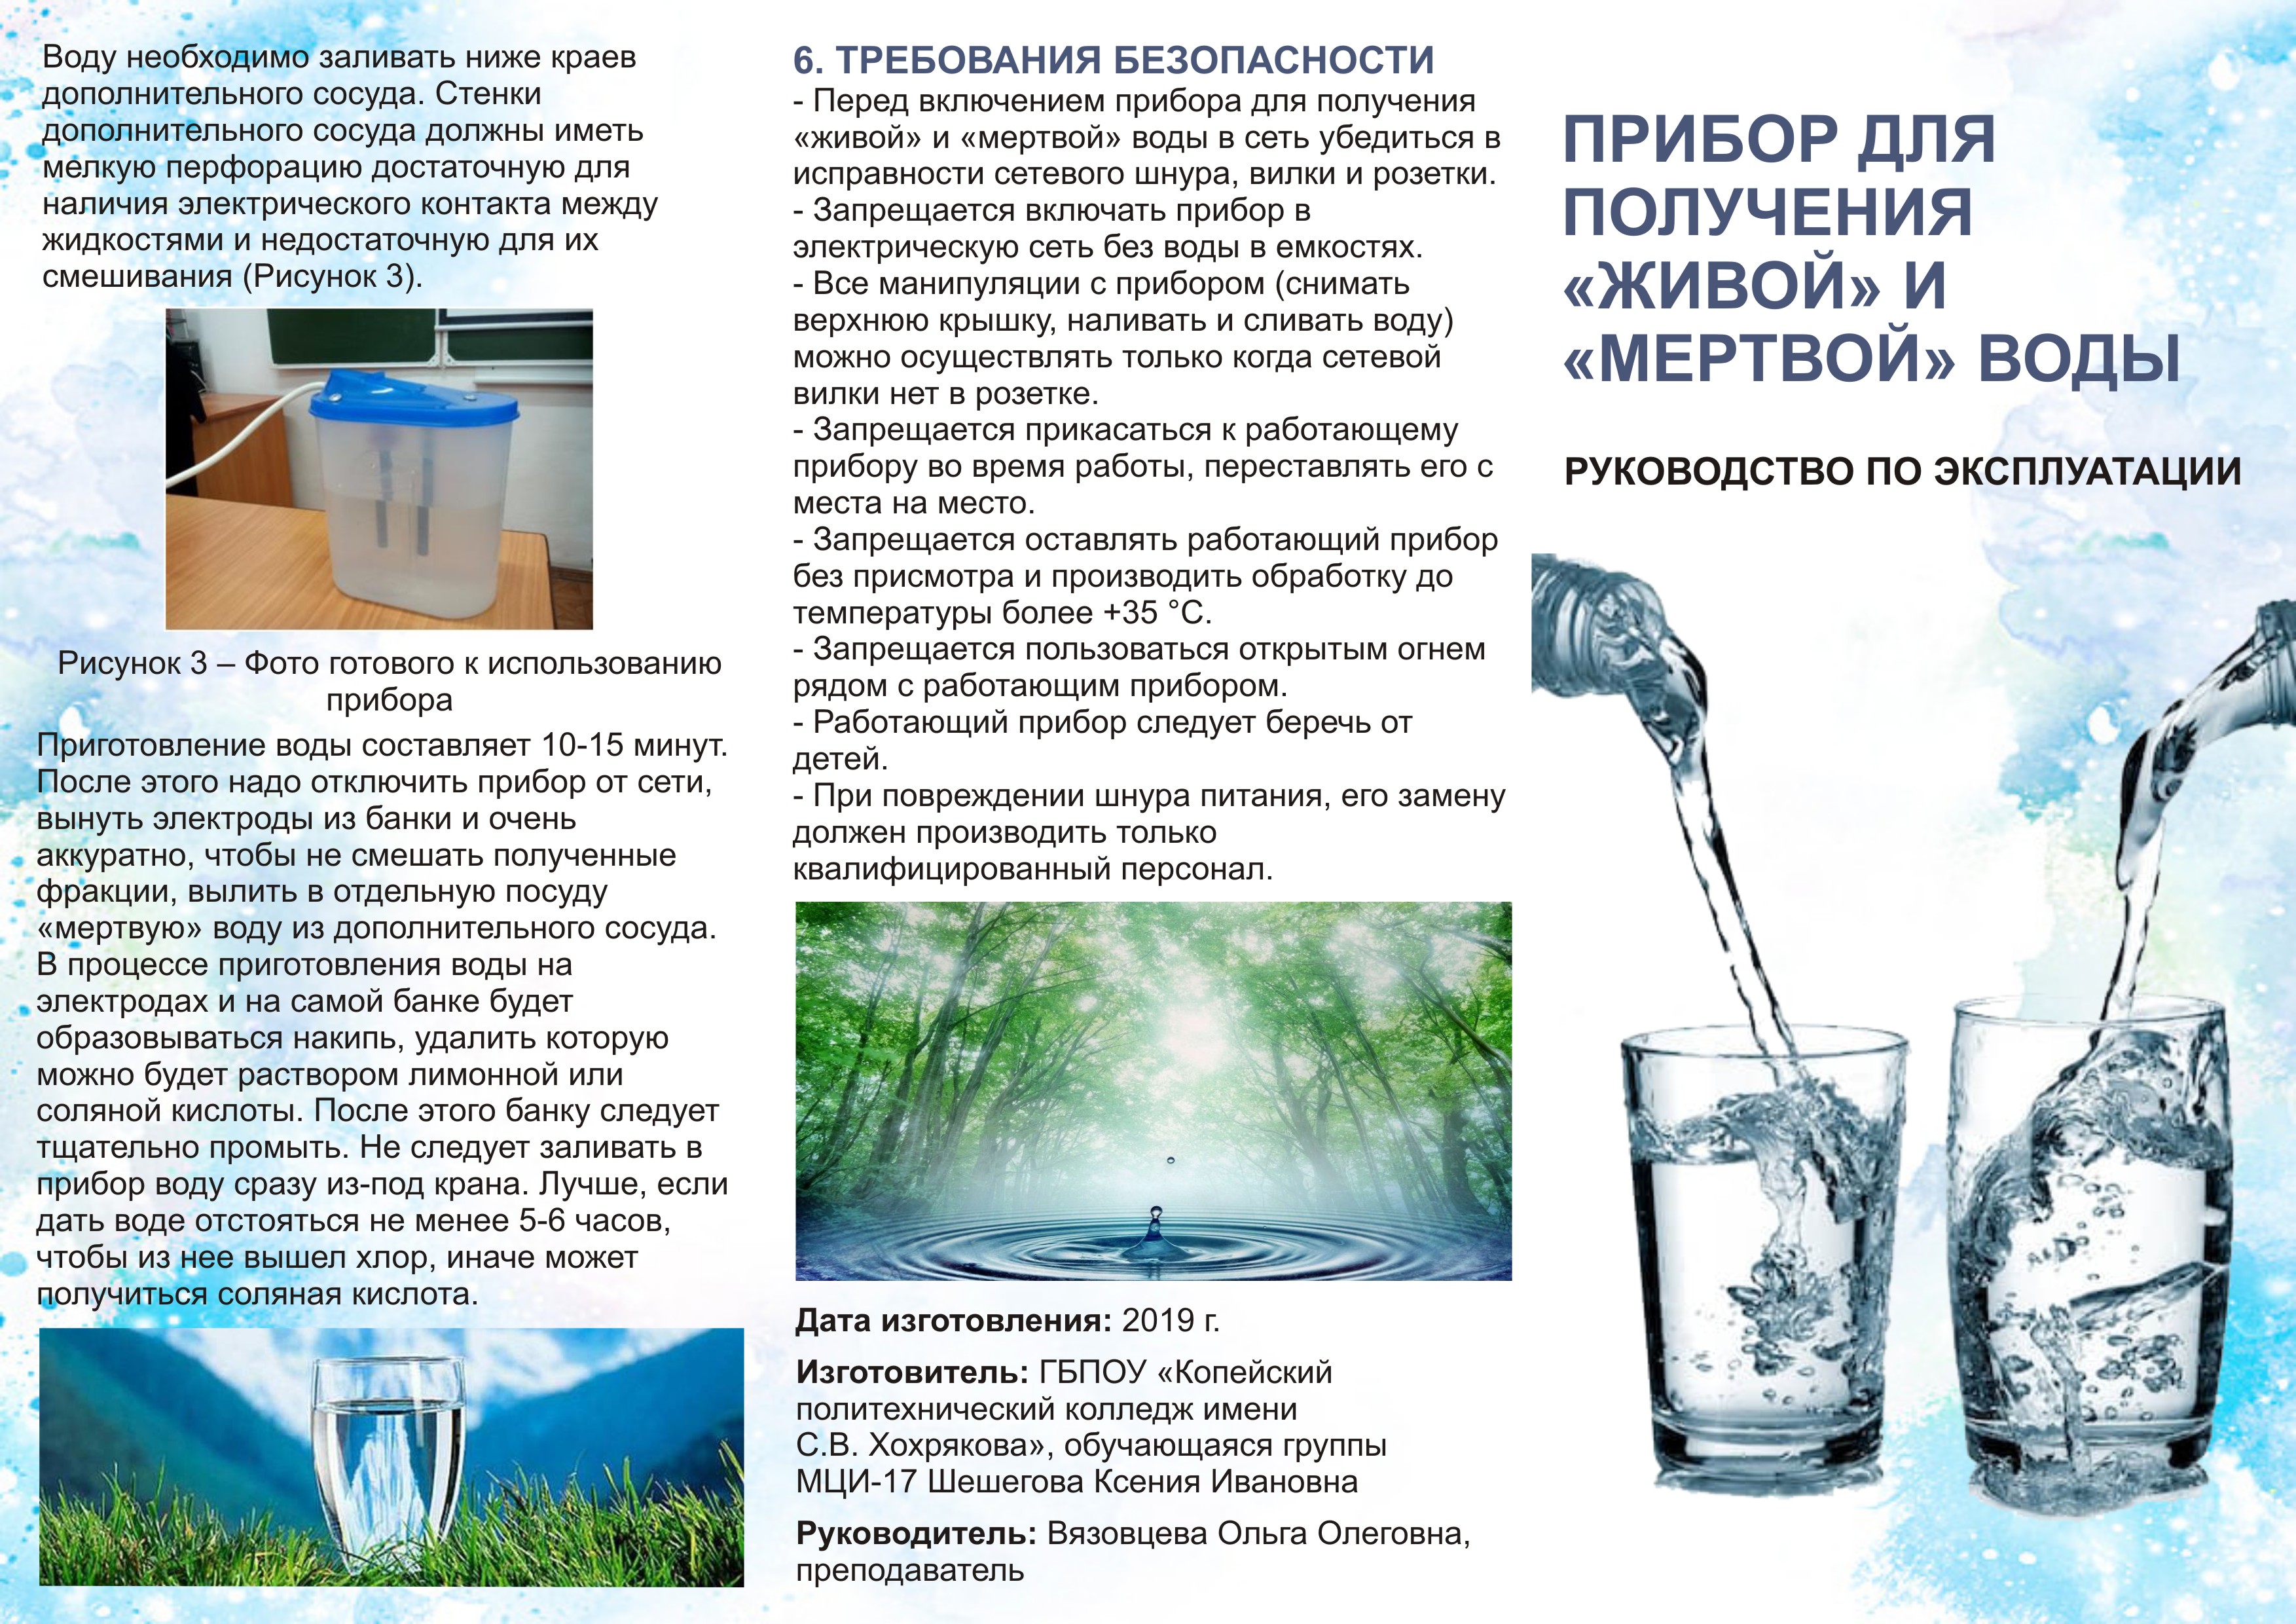 Воду необходимо заливать ниже краев
дополнительного сосуда. Стенки
дополнительного сосуда должны иметь
мелкую перфорацию достаточную для
наличия электрического контакта между
жидкостями и недостаточную для их
смешивания (Рисунок 3).
Рисунок 3 – Фото готового к использованию
прибора
Приготовление воды составляет 10-15 минут.
После этого надо отключить прибор от сети,
вынуть электроды из банки и очень
аккуратно, чтобы не смешать полученные
фракции, вылить в отдельную посуду
«мертвую» воду из дополнительного сосуда.
В процессе приготовления воды на
электродах и на самой банке будет
образовываться накипь, удалить которую
можно будет раствором лимонной или
соляной кислоты. После этого банку следует
тщательно промыть. Не следует заливать в
прибор воду сразу из-под крана. Лучше, если
дать воде отстояться не менее 5-6 часов,
чтобы из нее вышел хлор, иначе может
получиться соляная кислота.
6. ТРЕБОВАНИЯ БЕЗОПАСНОСТИ
- Перед включением прибора для получения
«живой» и «мертвой» воды в сеть убедиться в
исправности сетевого шнура, вилки и розетки.
- Запрещается включать прибор в
электрическую сеть без воды в емкостях.
- Все манипуляции с прибором (снимать
верхнюю крышку, наливать и сливать воду)
можно осуществлять только когда сетевой
вилки нет в розетке.
- Запрещается прикасаться к работающему
прибору во время работы, переставлять его с
места на место.
- Запрещается оставлять работающий прибор
без присмотра и производить обработку до
температуры более +35 °С.
- Запрещается пользоваться открытым огнем
рядом с работающим прибором.
- Работающий прибор следует беречь от
детей.
- При повреждении шнура питания, его замену
должен производить только
квалифицированный персонал.
Дата изготовления: 2019 г.
Изготовитель: ГБПОУ «Копейский
политехнический колледж имени
С.В. Хохрякова», обучающаяся группы
МЦИ-17 Шешегова Ксения Ивановна
Руководитель: Вязовцева Ольга Олеговна,
преподаватель
ПРИБОР ДЛЯ
ПОЛУЧЕНИЯ
«ЖИВОЙ» И
«МЕРТВОЙ» ВОДЫ
РУКОВОДСТВО ПО ЭКСПЛУАТАЦИИ